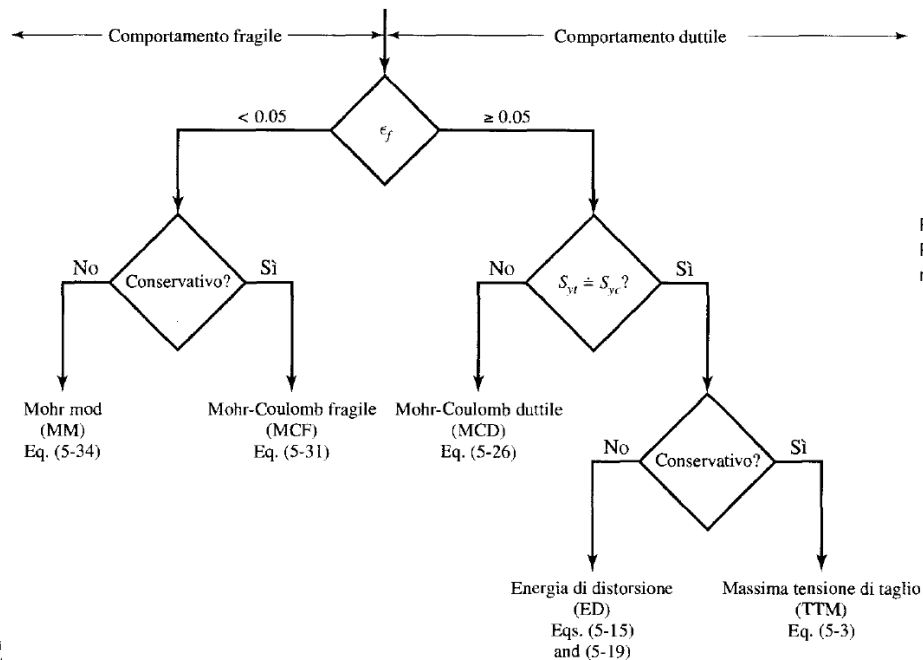 Comportamento fragile
Comportamento duttile
< 0.05
ϵf
≥ 0.05
No
Conservativo?
Sì
No
Syt ≐ Syc?
Sì
Mohr mod
(MM)
Eq. (5-34)
Mohr-Coulomb fragile
(MCF)
Eq. (5-31)
Mohr-Coulomb duttile
(MCD)
Eq. (5-26)
No
Conservativo?
Sì
Energia di distorsione
(ED)
Eqs. (5-15)
and (5-19)
Massima tensione di taglio
(TTM)
Eq. (5-3)